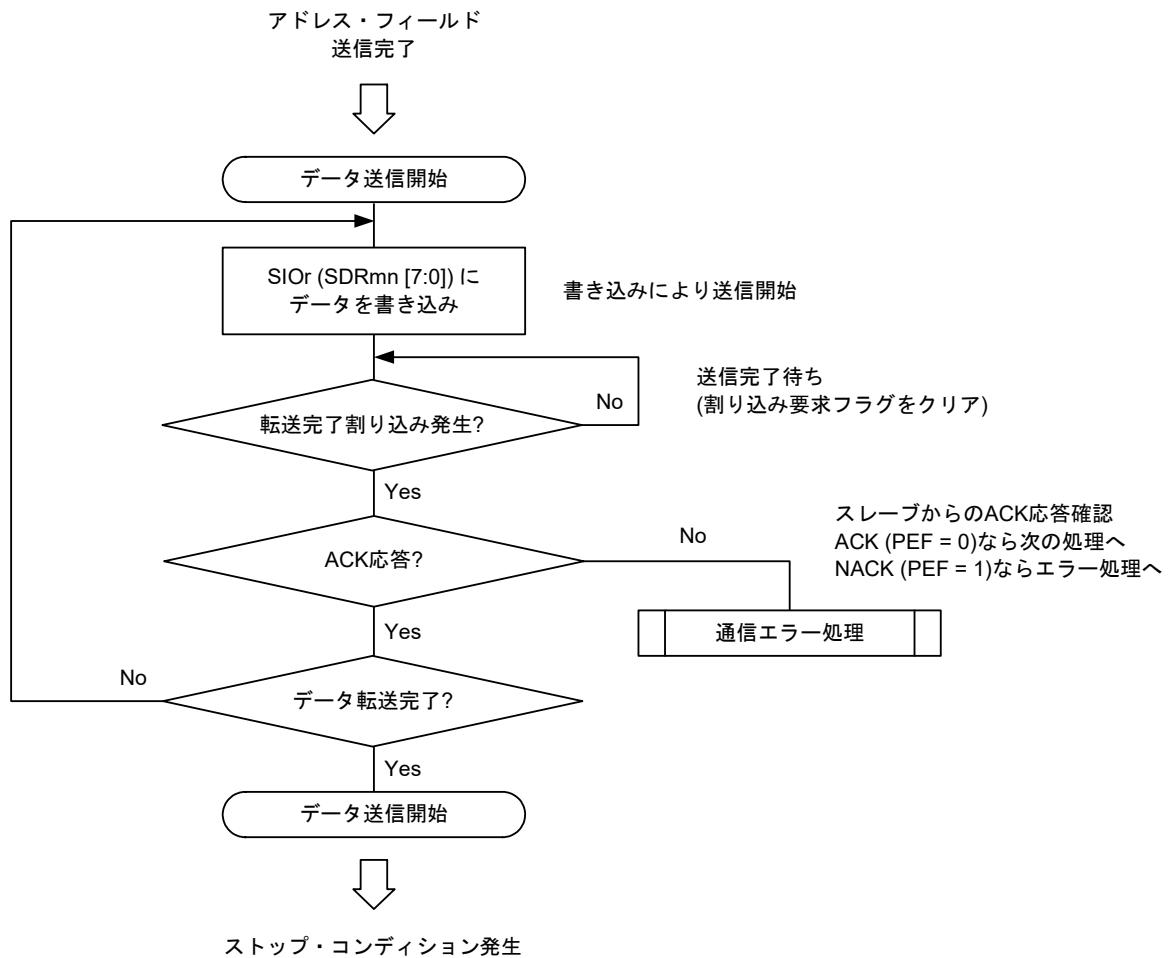 アドレス・フィールド
送信完了
データ送信開始
SIOr (SDRmn [7:0]) に
データを書き込み
書き込みにより送信開始
送信完了待ち
(割り込み要求フラグをクリア)
No
転送完了割り込み発生?
Yes
スレーブからのACK応答確認
ACK (PEF = 0)なら次の処理へ
NACK (PEF = 1)ならエラー処理へ
No
ACK応答?
通信エラー処理
Yes
No
データ転送完了?
Yes
データ送信開始
ストップ・コンディション発生